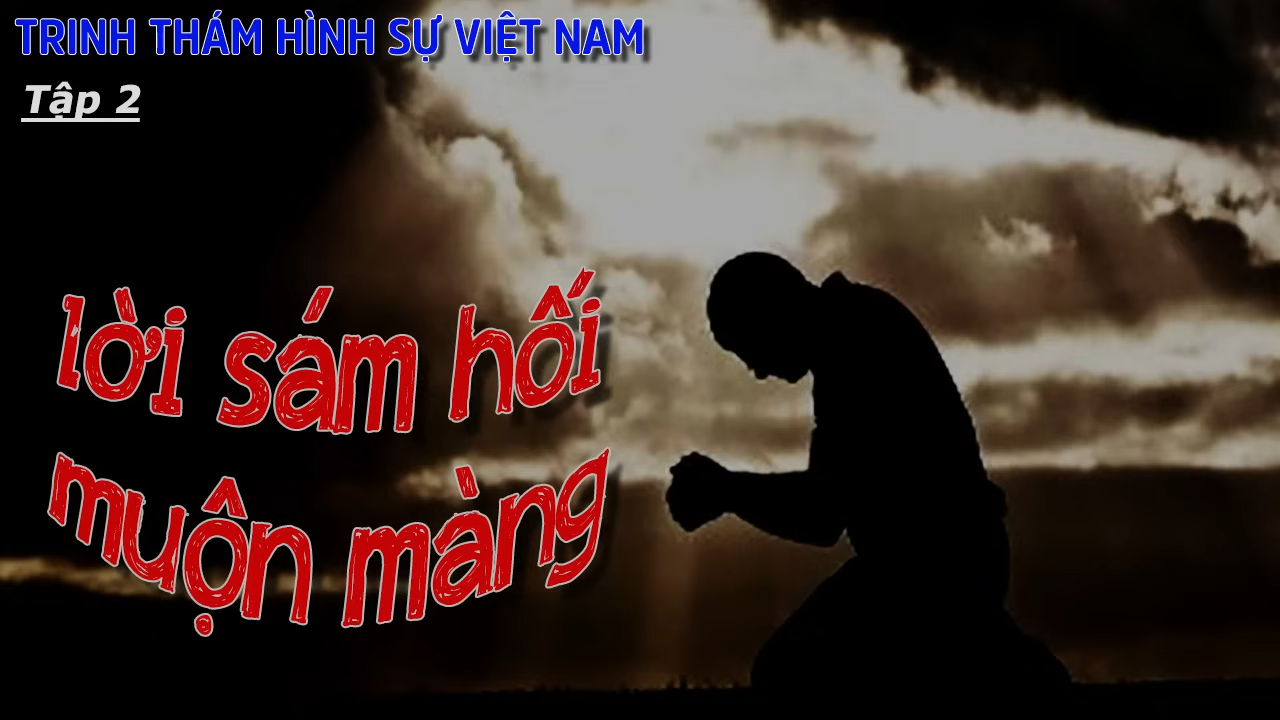 TRINH THÁM HÌNH SỰ VIỆT NAM
Tập 2
lời sám hối
muộn màng